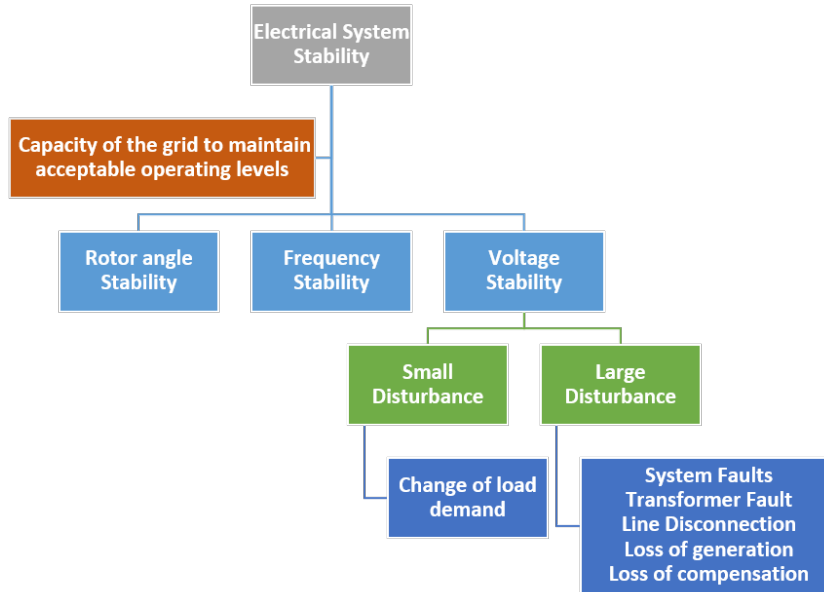 Electrical System
Stability
Capacity of the grid to maintain
acceptable operating levels
Rotor angle
Stability
Frequency
Stability
Voltage
Stability
Small
Disturbance
Large
Disturbance
Change of load
demand
System Faults
Transformer Fault
Line Disconnection
Loss of generation
Loss of compensation